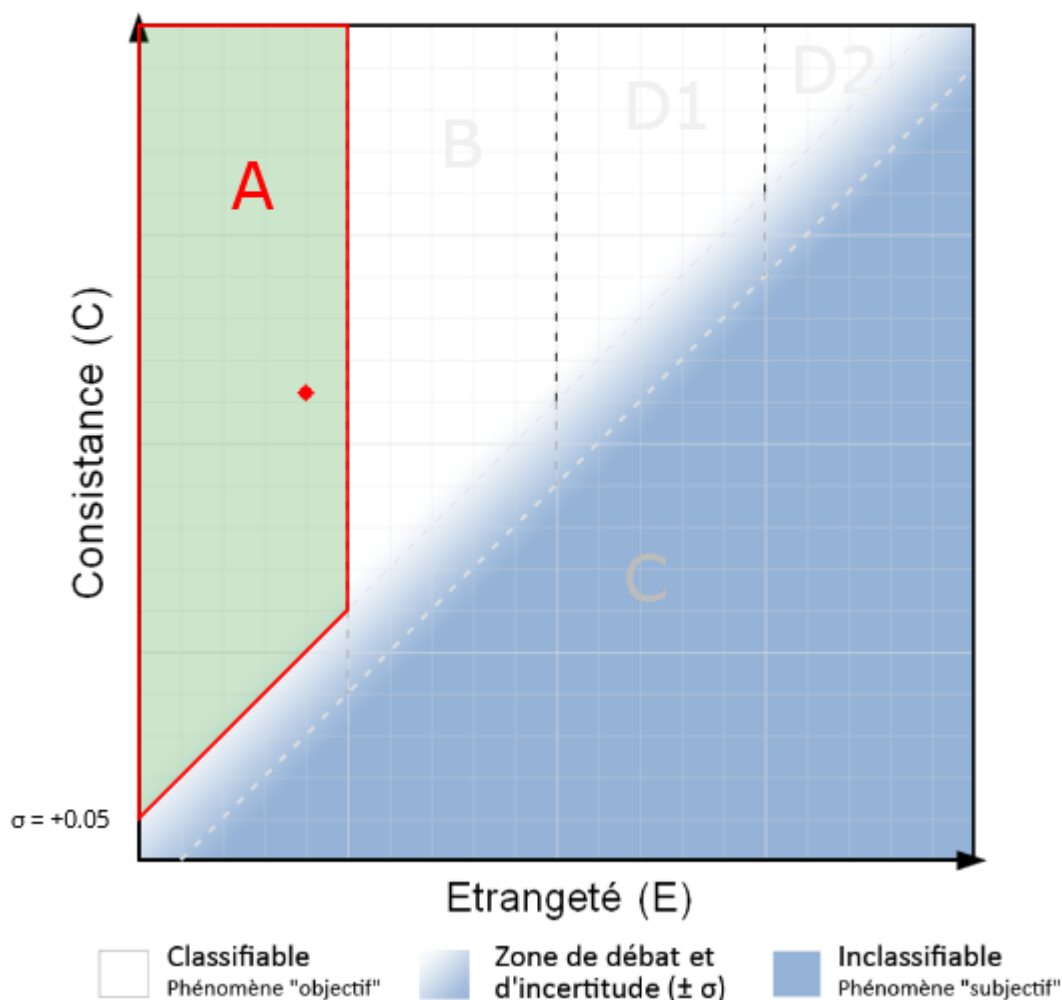 D2
D1
B
A
Consistance (C)
C
σ = +0.05
Etrangeté (E)
Classifiable
Phénomène "objectif"
Zone de débat et
d'incertitude (± σ)
Inclassifiable
Phénomène "subjectif"